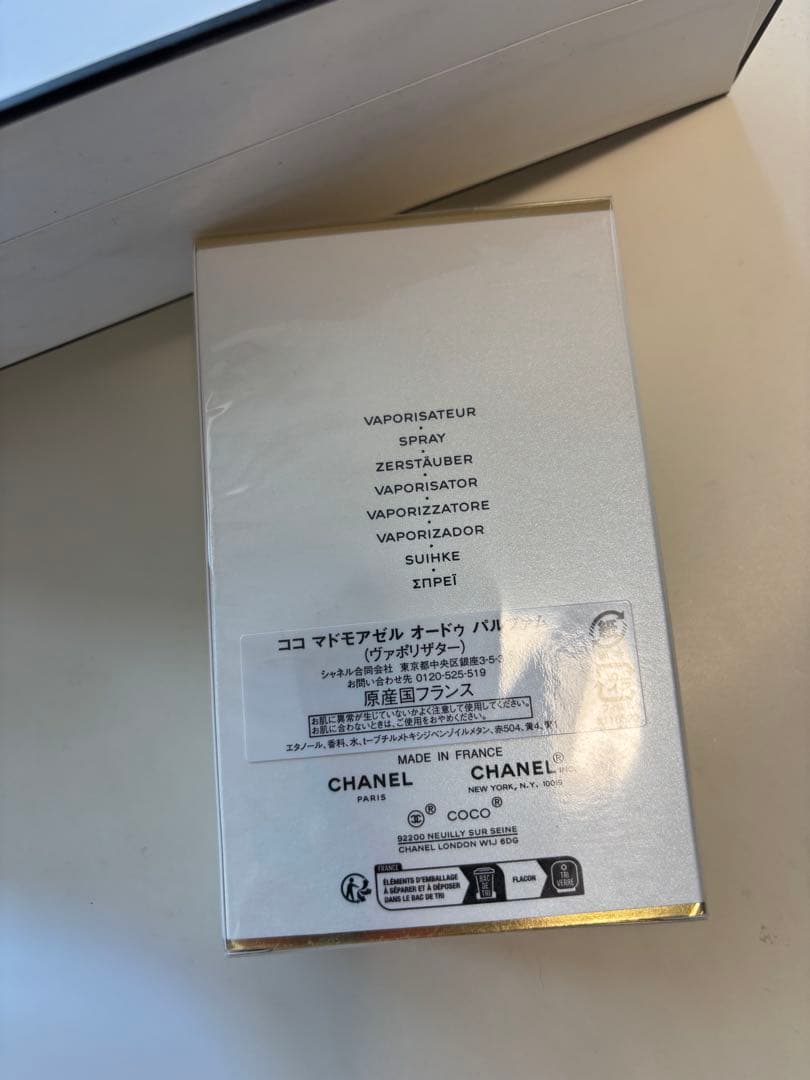 VAPORISATEUR
SPRAY
ZERSTÄUBER
VAPORISATOR
VAPORIZZATORE
VAPORIZADOR
SUIHKE
ΣΠΡΕΪ
ココ マドモアゼル オードゥ パルファム
(ヴァポリザター)
シャネル合同会社 東京都中央区銀座3-5-3
お問い合わせ先 0120-525-519
原産国フランス
お肌に異常が生じていないかよく注意して使用してください。
お肌に合わないときは、ご使用をおやめください。
エタノール、香料、水、t-ブチルメトキシジベンゾイルメタン、赤504、黄4、
MADE IN FRANCE
CHANEL CHANEL®
PARIS NEW YORK, N.Y. 10019
® COCO®
92200 NEUILLY SUR SEINE
CHANEL LONDON W1J 6DG
FRANCE
ÉLÉMENTS D'EMBALLAGE
À SÉPARER ET À DÉPOSER
DANS LE BAC DE TRI
BAC DE TRI
FLACON
TRI VERRE